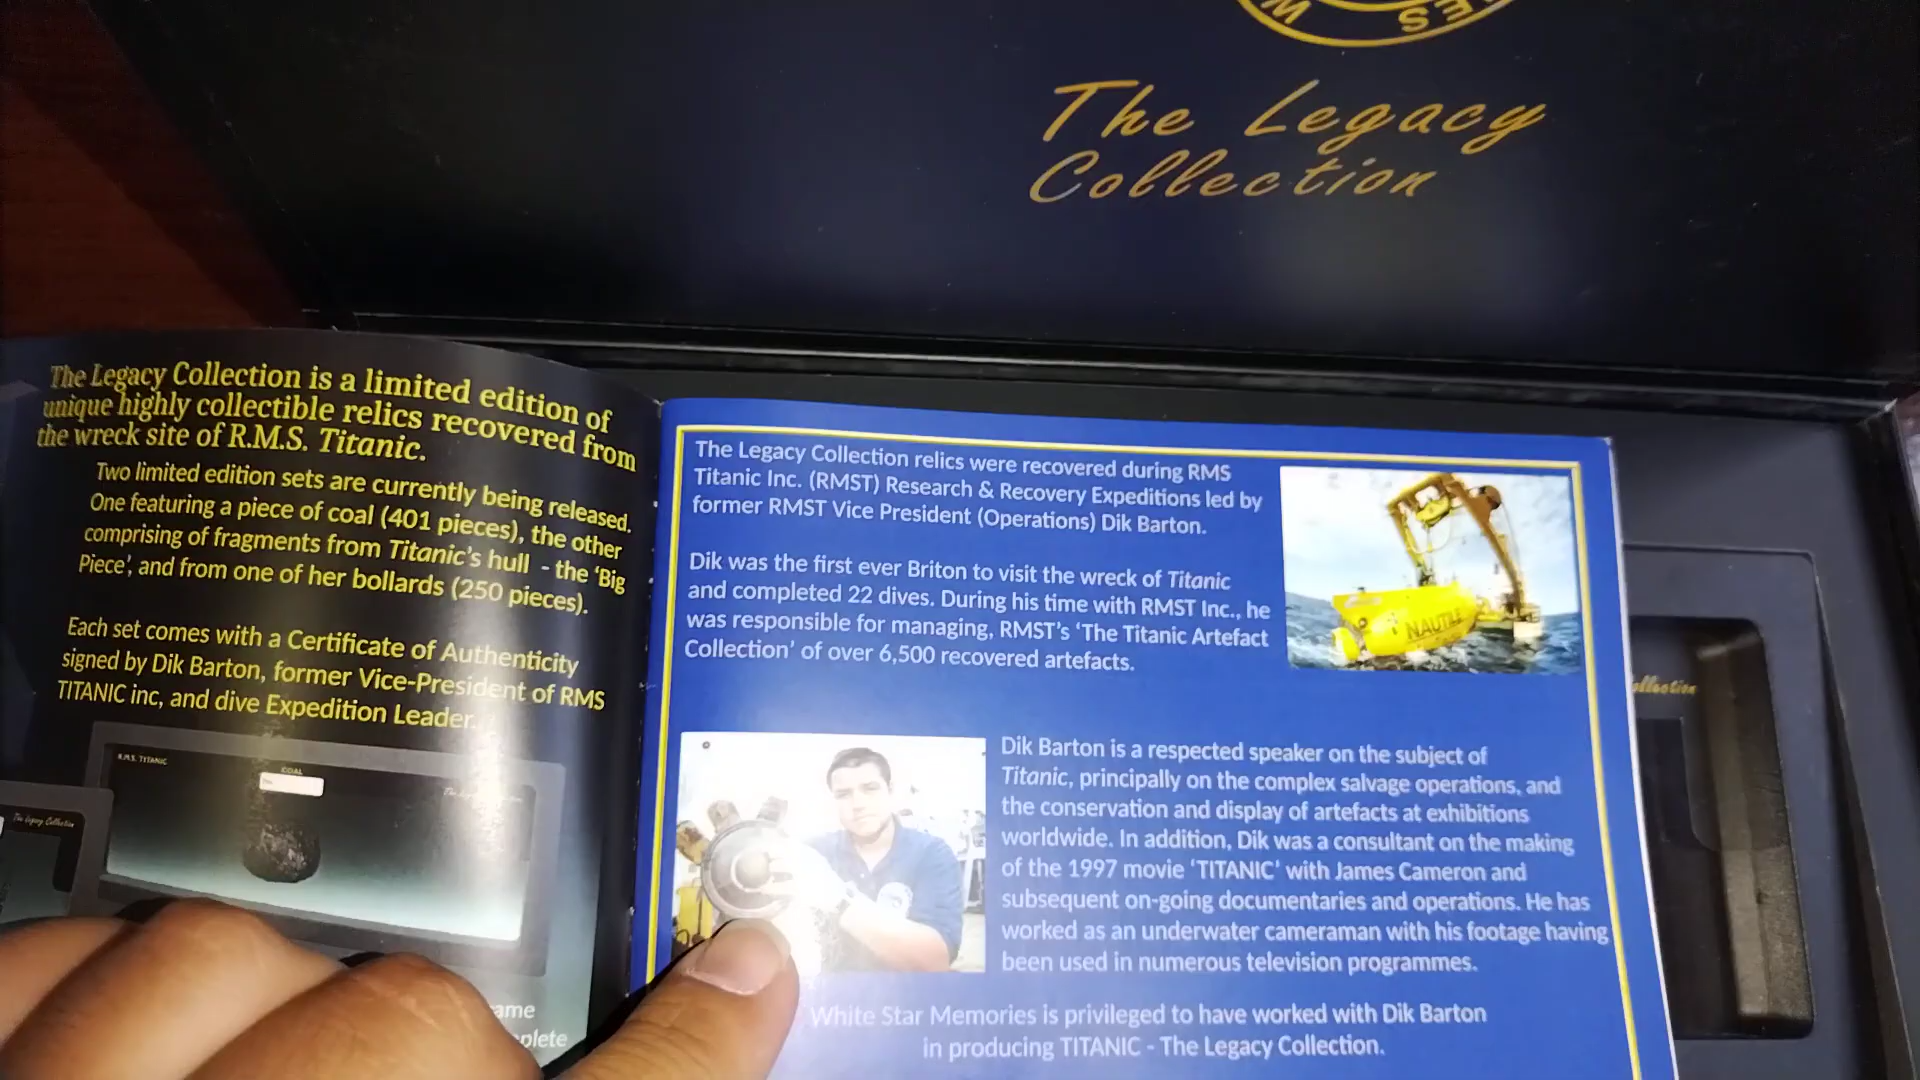 The Legacy
Collection
The Legacy Collection is a limited edition of
unique highly collectible relics recovered from
the wreck site of R.M.S. Titanic.
Two limited edition sets are currently being released.
One featuring a piece of coal (401 pieces), the other
comprising of fragments from Titanic's hull - the 'Big
Piece', and from one of her bollards (250 pieces).
Each set comes with a Certificate of Authenticity
signed by Dik Barton, former Vice-President of RMS
TITANIC inc, and dive Expedition Leader.
R.M.S. TITANIC
COAL
The Legacy Collection
The Legacy Collection relics were recovered during RMS
Titanic Inc. (RMST) Research & Recovery Expeditions led by
former RMST Vice President (Operations) Dik Barton.
Dik was the first ever Briton to visit the wreck of Titanic
and completed 22 dives. During his time with RMST Inc., he
was responsible for managing, RMST's 'The Titanic Artefact
Collection' of over 6,500 recovered artefacts.
NAUTILE
Collection
Dik Barton is a respected speaker on the subject of
Titanic, principally on the complex salvage operations, and
the conservation and display of artefacts at exhibitions
worldwide. In addition, Dik was a consultant on the making
of the 1997 movie 'TITANIC' with James Cameron and
subsequent on-going documentaries and operations. He has
worked as an underwater cameraman with his footage having
been used in numerous television programmes.
White Star Memories is privileged to have worked with Dik Barton
in producing TITANIC - The Legacy Collection.